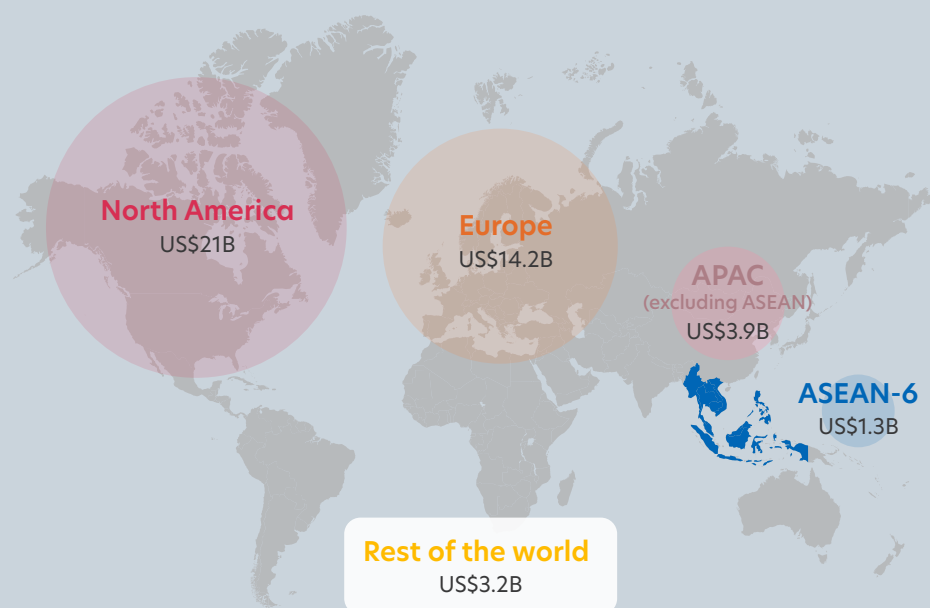 North America
US$21B
Europe
US$14.2B
APAC
(excluding ASEAN)
US$3.9B
ASEAN-6
US$1.3B
Rest of the world
US$3.2B